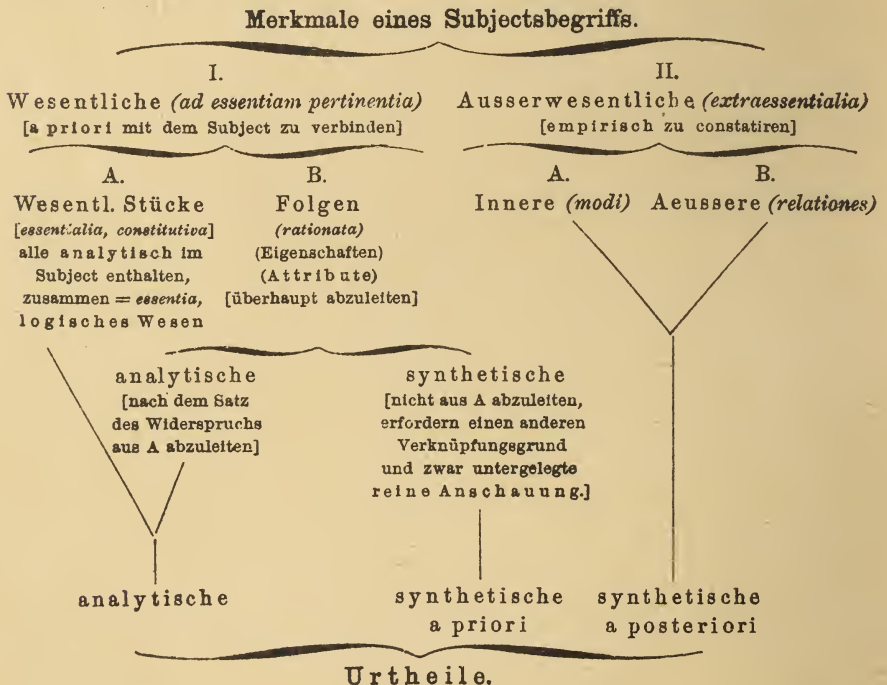 Merkmale eines Subjectsbegriffs.
I.
Wesentliche (ad essentiam pertinentia)
[a priori mit dem Subject zu verbinden]
II.
Ausserwesentliche (extraessentialia)
[empirisch zu constatiren]
A.
Wesentl. Stücke
[essentialia, constitutiva]
alle analytisch im
Subject enthalten,
zusammen = essentia,
logisches Wesen
B.
Folgen
(rationata)
(Eigenschaften)
(Attribute)
[überhaupt abzuleiten]
A.
Innere (modi)
B.
Aeussere (relationes)
analytische
[nach dem Satz
des Widerspruchs
aus A abzuleiten]
synthetische
[nicht aus A abzuleiten,
erfordern einen anderen
Verknüpfungsgrund
und zwar untergelegte
reine Anschauung.]
analytische
synthetische
a priori
synthetische
a posteriori
Urtheile.